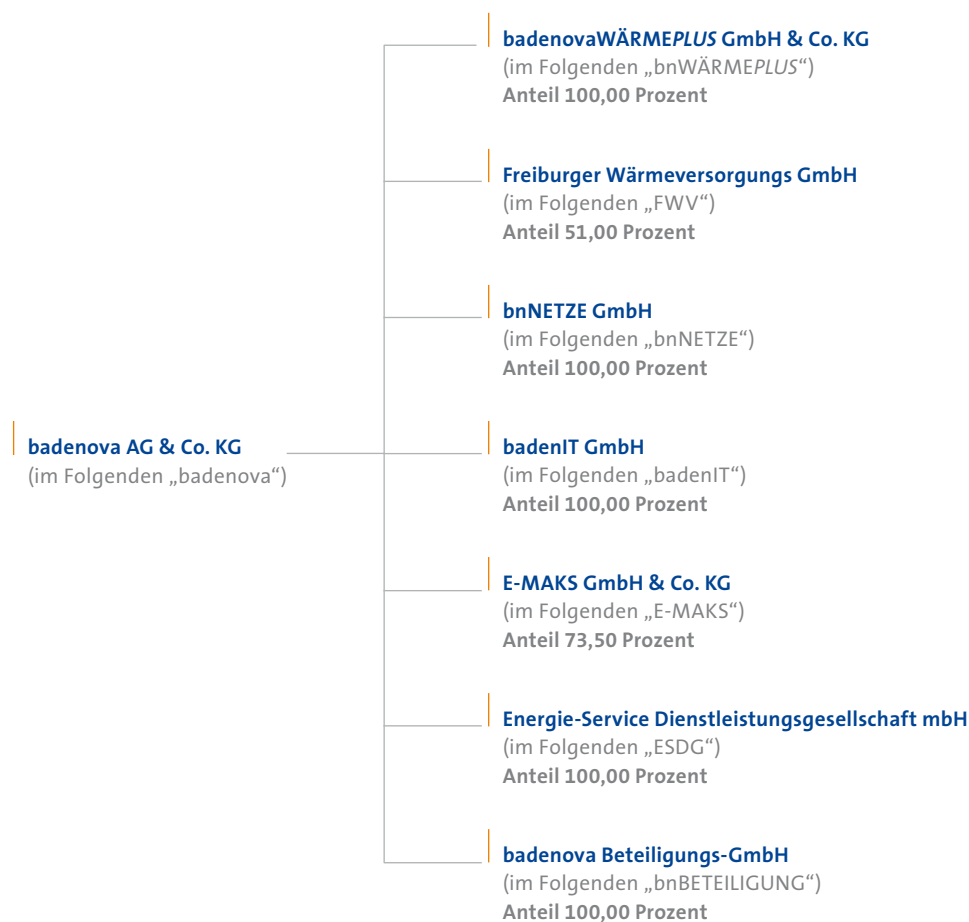 badenovaWÄRMEPLUS GmbH & Co. KG
(im Folgenden „bnWÄRMEPLUS“)
Anteil 100,00 Prozent
Freiburger Wärmeversorgungs GmbH
(im Folgenden „FWV“)
Anteil 51,00 Prozent
bnNETZE GmbH
(im Folgenden „bnNETZE“)
Anteil 100,00 Prozent
badenova AG & Co. KG
(im Folgenden „badenova“)
badenIT GmbH
(im Folgenden „badenIT“)
Anteil 100,00 Prozent
E-MAKS GmbH & Co. KG
(im Folgenden „E-MAKS“)
Anteil 73,50 Prozent
Energie-Service Dienstleistungsgesellschaft mbH
(im Folgenden „ESDG“)
Anteil 100,00 Prozent
badenova Beteiligungs-GmbH
(im Folgenden „bnBETEILIGUNG“)
Anteil 100,00 Prozent